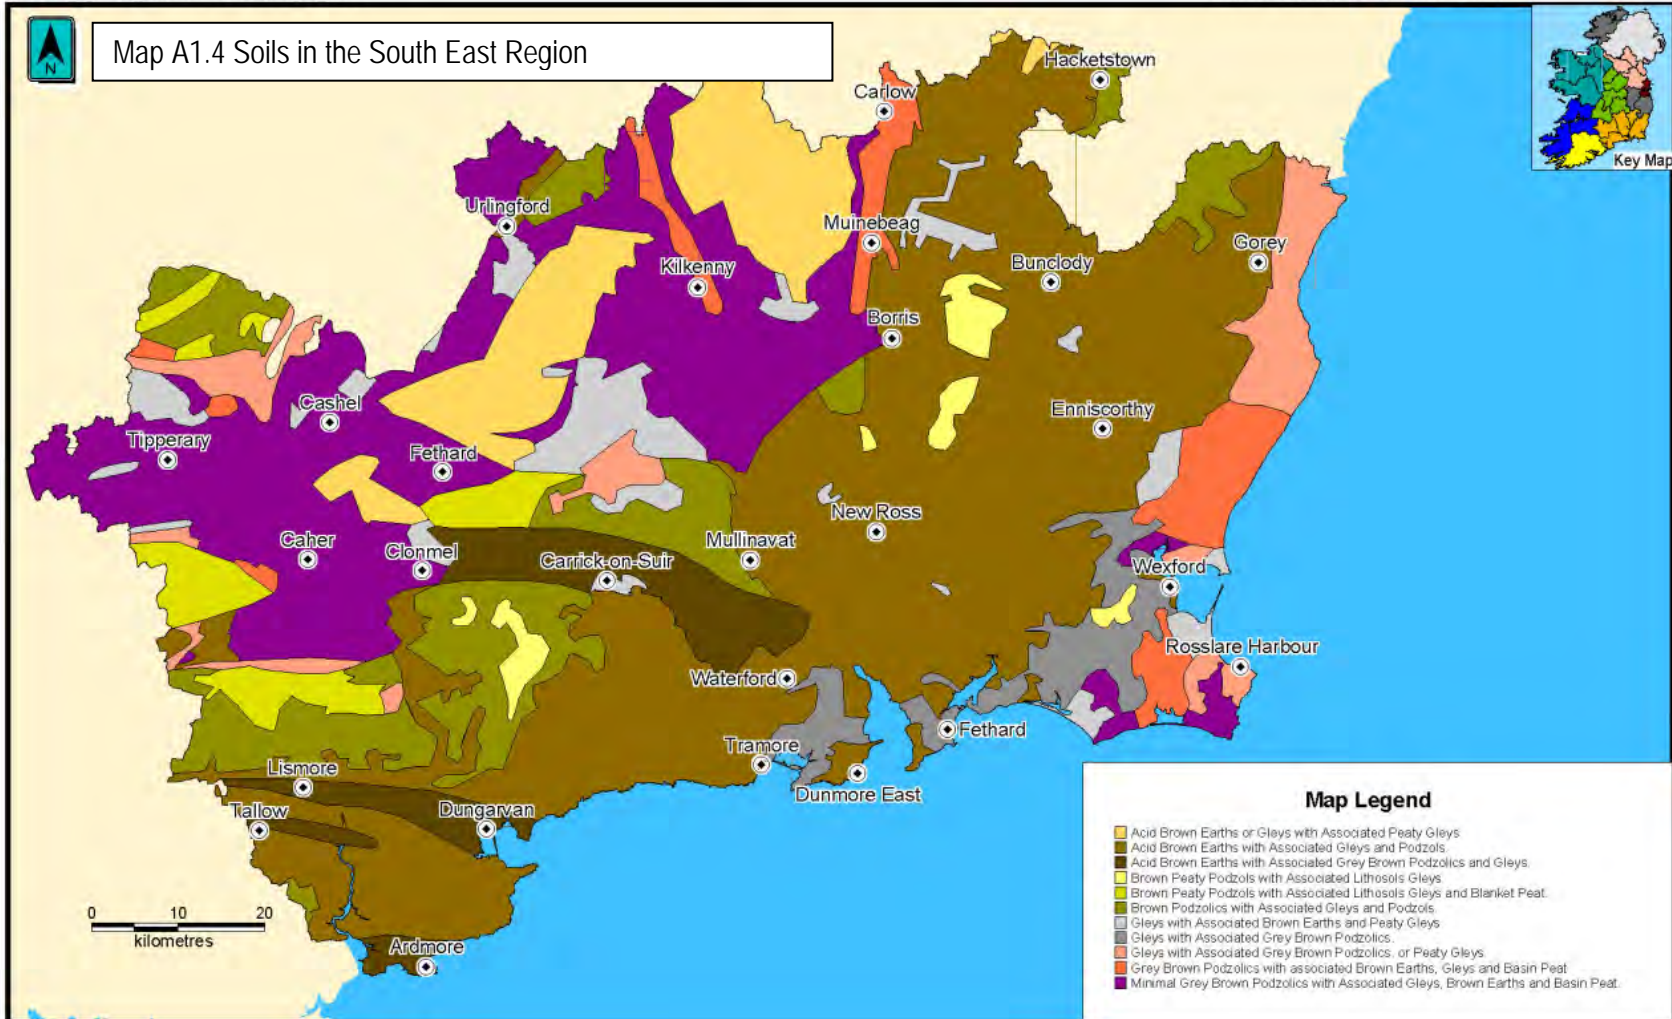 N
Map A1.4 Soils in the South East Region
Key Map
Hacketstown
Carlow
Urlingford
Muinebeag
Gorey
Kilkenny
Bunclody
Borris
Cashel
Enniscorthy
Tipperary
Fethard
New Ross
Caher
Clonmel
Carrick-on-Suir
Mullinavat
Wexford
Rosslare Harbour
Waterford
Fethard
Tramore
Dunmore East
Lismore
Tallow
Dungarvan
Ardmore
0 10 20
kilometres
Map Legend
Acid Brown Earths or Gleys with Associated Peaty Gleys
Acid Brown Earths with Associated Gleys and Podzols.
Acid Brown Earths with Associated Grey Brown Podzolics and Gleys.
Brown Peaty Podzols with Associated Lithosols Gleys
Brown Peaty Podzols with Associated Lithosols Gleys and Blanket Peat.
Brown Podzolics with Associated Gleys and Podzols.
Gleys with Associated Brown Earths and Peaty Gleys
Gleys with Associated Grey Brown Podzolics.
Gleys with Associated Grey Brown Podzolics. or Peaty Gleys.
Grey Brown Podzolics with associated Brown Earths, Gleys and Basin Peat
Minimal Grey Brown Podzolics with Associated Gleys, Brown Earths and Basin Peat.